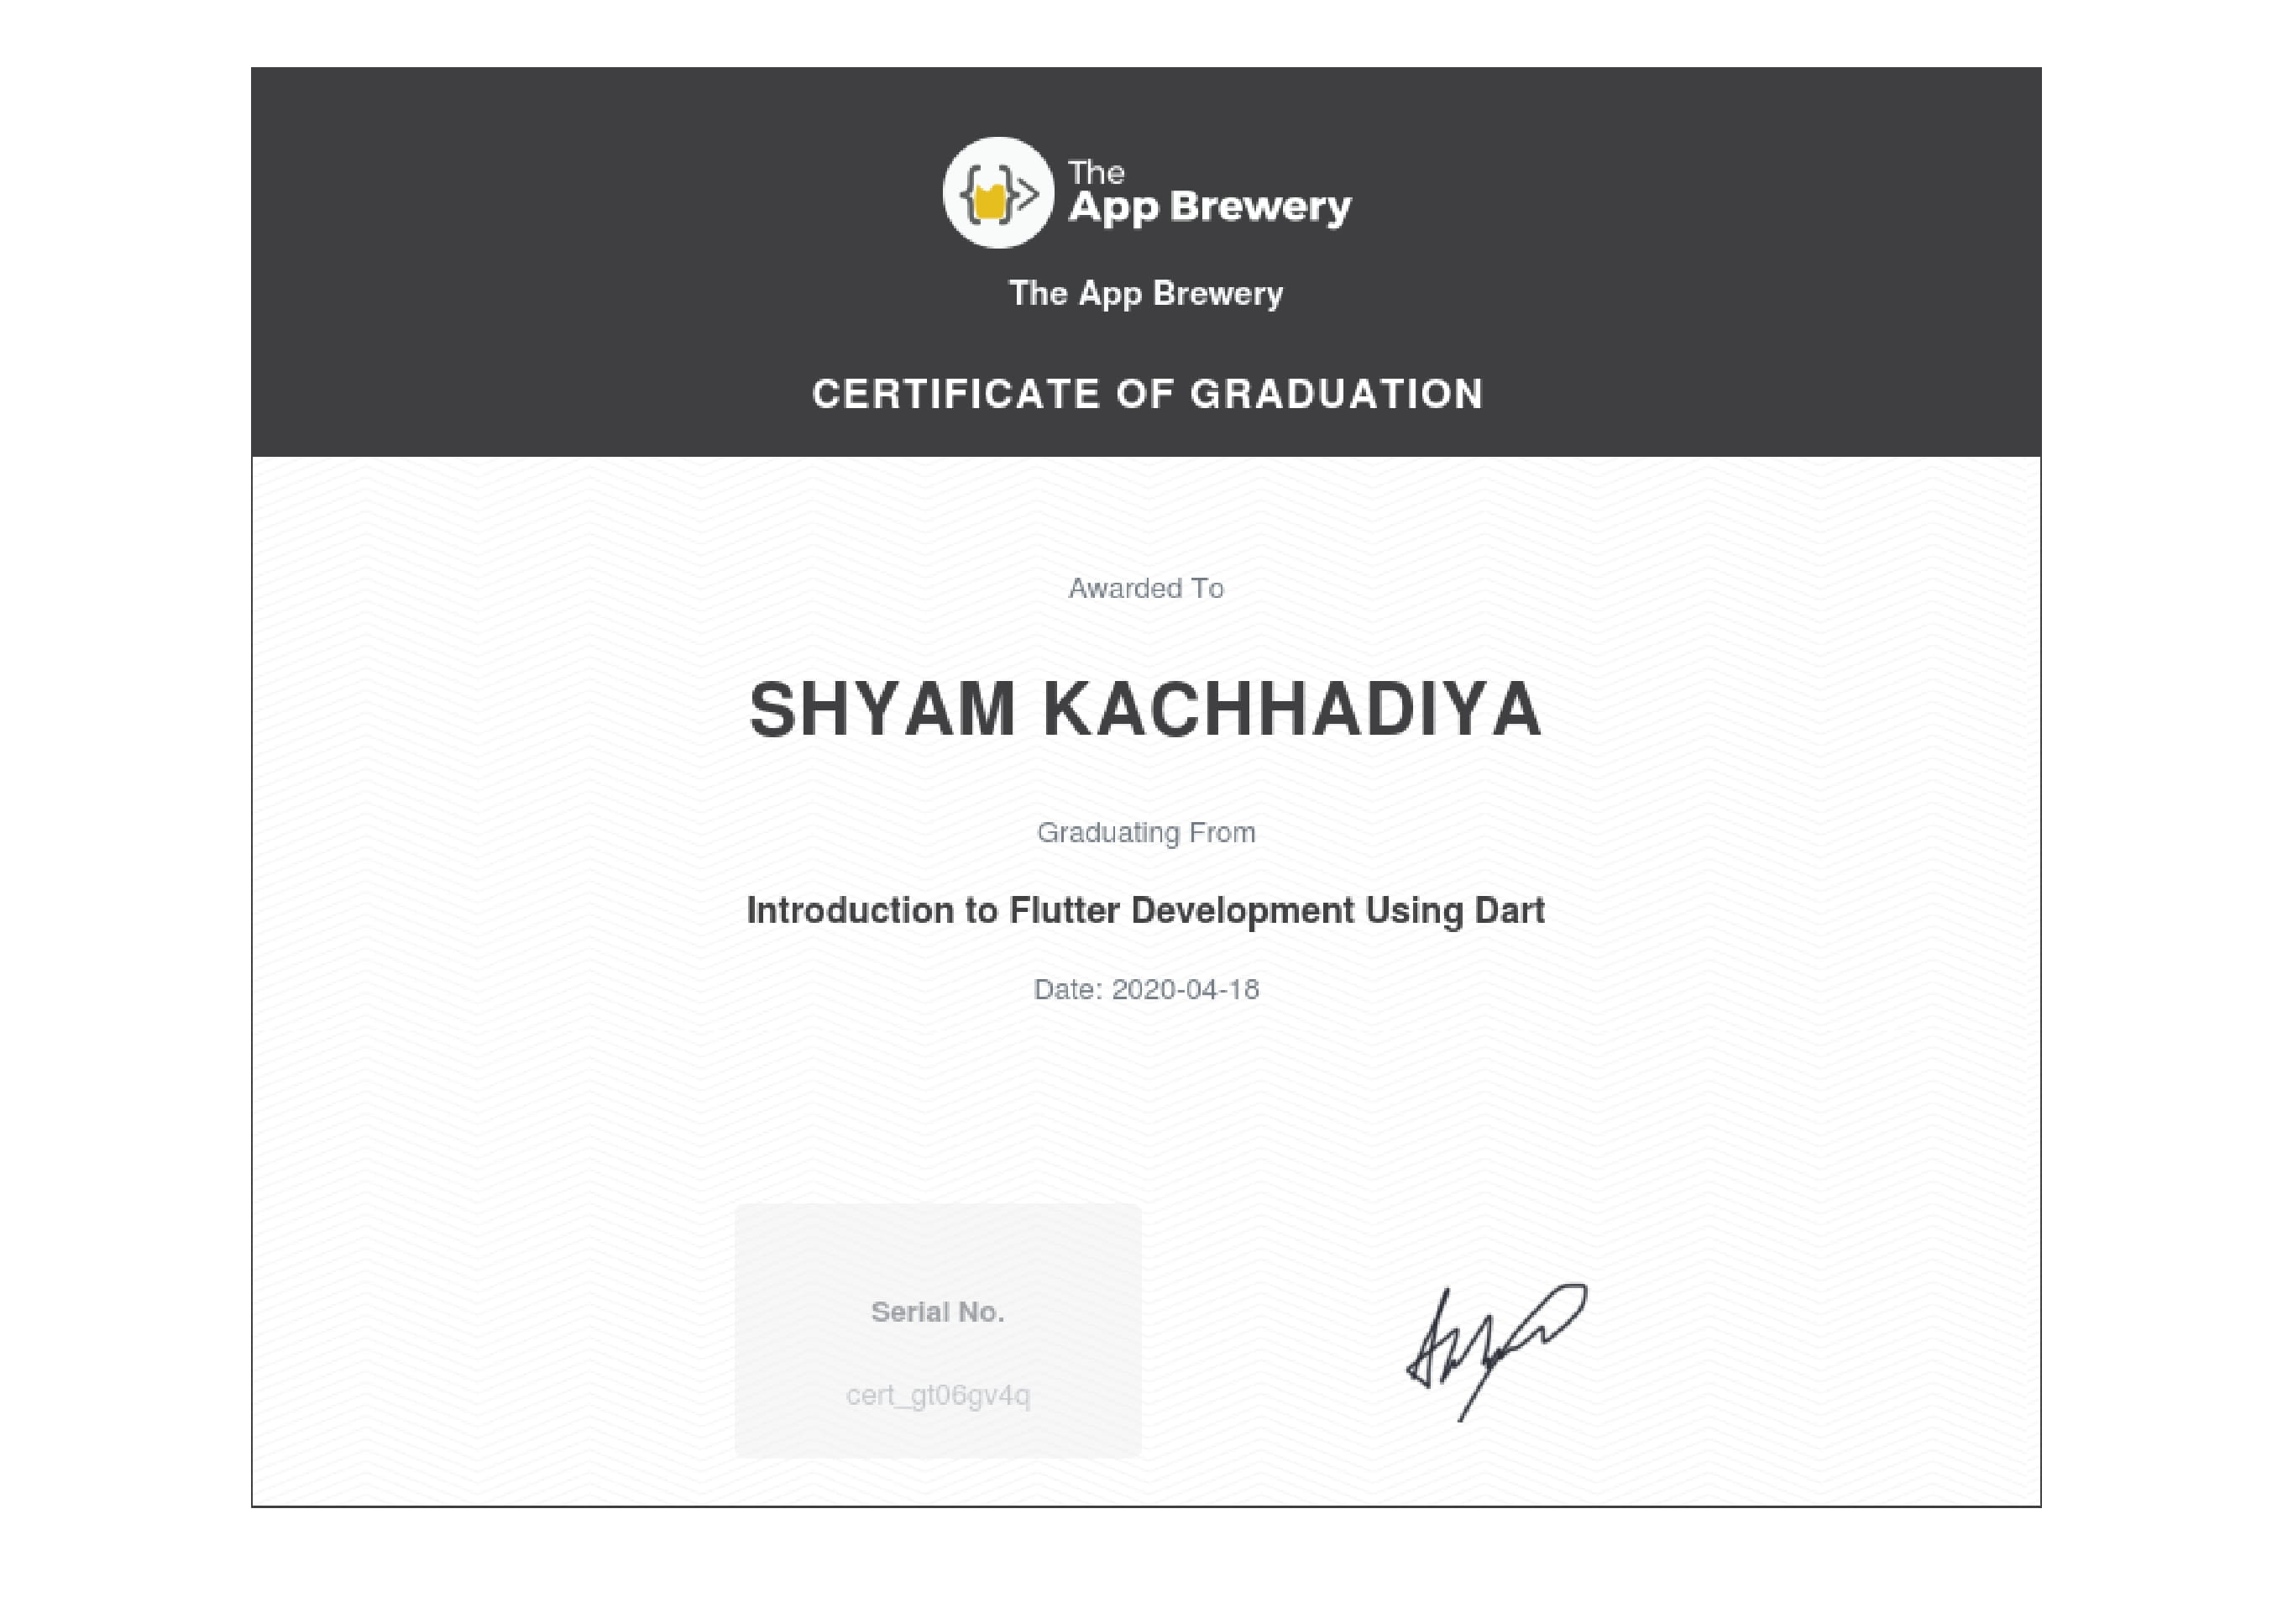 The
App Brewery
The App Brewery
CERTIFICATE OF GRADUATION
Awarded To
SHYAM KACHHADIYA
Graduating From
Introduction to Flutter Development Using Dart
Date: 2020-04-18
Serial No.
cert_gt06gv4q